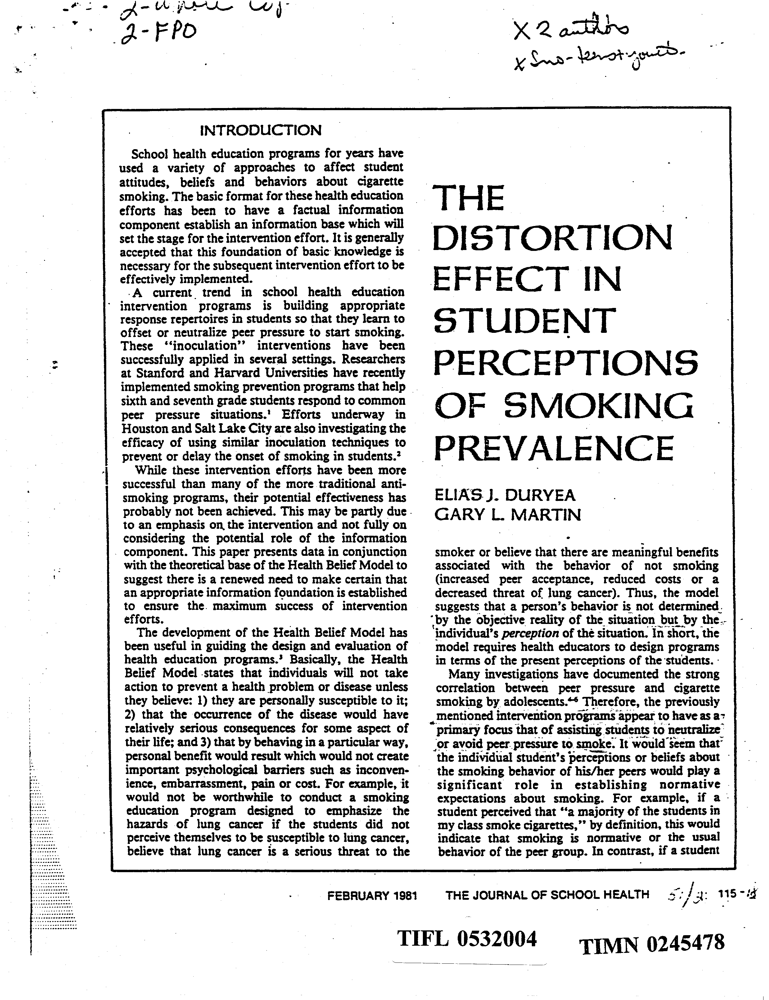 2-FPO
X 2 authors
INTRODUCTION
School health education programs for years have
used a variety of approaches to affect student
attitudes, beliefs and behaviors about cigarette
smoking. The basic format for these health education
efforts has been to have a factual information
component establish an information base which will
set the stage for the intervention effort. It is generally
accepted that this foundation of basic knowledge is
necessary for the subsequent intervention effort to be
effectively implemented.
A current trend in school health education
intervention programs is building appropriate
response repertoires in students so that they learn to
offset or neutralize peer pressure to start smoking.
These "inoculation" interventions have been
successfully applied in several settings. Researchers
at Stanford and Harvard Universities have recently
implemented smoking prevention programs that help
sixth and seventh grade students respond to common
peer pressure situations.¹ Efforts underway in
Houston and Salt Lake City are also investigating the
efficacy of using similar inoculation techniques to
prevent or delay the onset of smoking in students.²
While these intervention efforts have been more
successful than many of the more traditional anti-
smoking programs, their potential effectiveness has
probably not been achieved. This may be partly due
to an emphasis on the intervention and not fully on
considering the potential role of the information
component. This paper presents data in conjunction
with the theoretical base of the Health Belief Model to
suggest there is a renewed need to make certain that
an appropriate information foundation is established
to ensure the maximum success of intervention
efforts.
The development of the Health Belief Model has
been useful in guiding the design and evaluation of
health education programs.³ Basically, the Health
Belief Model states that individuals will not take
action to prevent a health problem or disease unless
they believe: 1) they are personally susceptible to it;
2) that the occurrence of the disease would have
relatively serious consequences for some aspect of
their life; and 3) that by behaving in a particular way,
personal benefit would result which would not create
important psychological barriers such as inconven-
ience, embarrassment, pain or cost. For example, it
would not be worthwhile to conduct a smoking
education program designed to emphasize the
hazards of lung cancer if the students did not
perceive themselves to be susceptible to lung cancer,
believe that lung cancer is a serious threat to the
THE
DISTORTION
EFFECT IN
STUDENT
PERCEPTIONS
OF SMOKING
PREVALENCE
ELIAS J. DURYEA
GARY L. MARTIN
smoker or believe that there are meaningful benefits
associated with the behavior of not smoking
(increased peer acceptance, reduced costs or a
decreased threat of lung cancer). Thus, the model
suggests that a person's behavior is not determined
by the objective reality of the situation but by the
individual's perception of the situation. In short, the
model requires health educators to design programs
in terms of the present perceptions of the students.
Many investigations have documented the strong
correlation between peer pressure and cigarette
smoking by adolescents.⁴⁻⁶ Therefore, the previously
mentioned intervention programs appear to have as a
primary focus that of assisting students to neutralize
or avoid peer pressure to smoke. It would seem that
the individual student's perceptions or beliefs about
the smoking behavior of his/her peers would play a
significant role in establishing normative
expectations about smoking. For example, if a
student perceived that "a majority of the students in
my class smoke cigarettes," by definition, this would
indicate that smoking is normative or the usual
behavior of the peer group. In contrast, if a student
FEBRUARY 1981 THE JOURNAL OF SCHOOL HEALTH 115
TIFL 0532004 TIMN 0245478